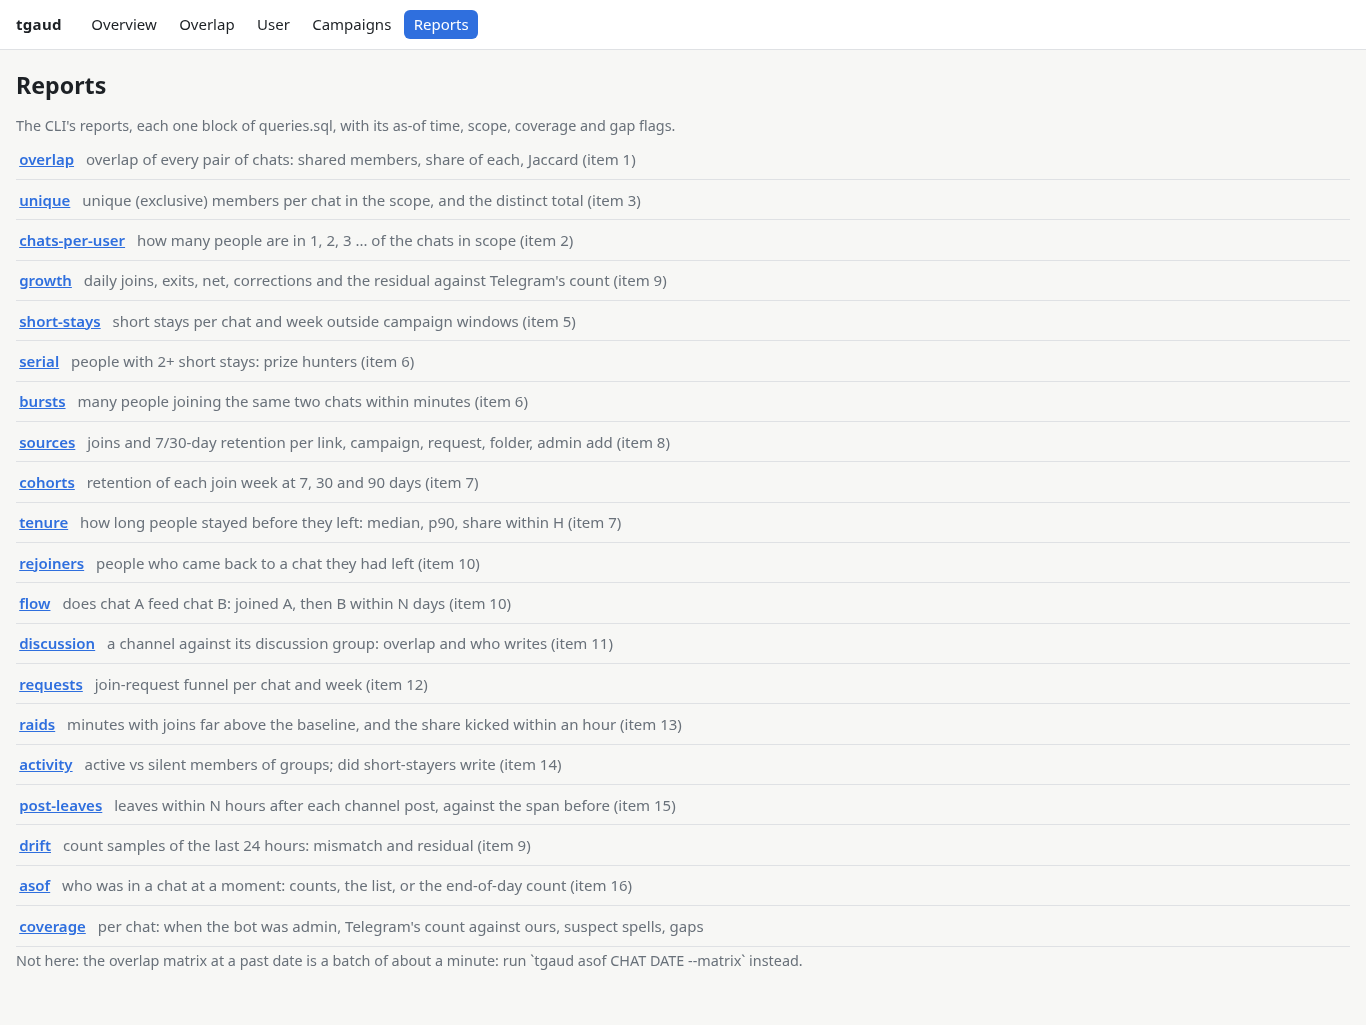 tgaud Overview Overlap User Campaigns Reports
Reports
The CLI's reports, each one block of queries.sql, with its as-of time, scope, coverage and gap flags.
overlap overlap of every pair of chats: shared members, share of each, Jaccard (item 1)
unique unique (exclusive) members per chat in the scope, and the distinct total (item 3)
chats-per-user how many people are in 1, 2, 3 ... of the chats in scope (item 2)
growth daily joins, exits, net, corrections and the residual against Telegram's count (item 9)
short-stays short stays per chat and week outside campaign windows (item 5)
serial people with 2+ short stays: prize hunters (item 6)
bursts many people joining the same two chats within minutes (item 6)
sources joins and 7/30-day retention per link, campaign, request, folder, admin add (item 8)
cohorts retention of each join week at 7, 30 and 90 days (item 7)
tenure how long people stayed before they left: median, p90, share within H (item 7)
rejoiners people who came back to a chat they had left (item 10)
flow does chat A feed chat B: joined A, then B within N days (item 10)
discussion a channel against its discussion group: overlap and who writes (item 11)
requests join-request funnel per chat and week (item 12)
raids minutes with joins far above the baseline, and the share kicked within an hour (item 13)
activity active vs silent members of groups; did short-stayers write (item 14)
post-leaves leaves within N hours after each channel post, against the span before (item 15)
drift count samples of the last 24 hours: mismatch and residual (item 9)
asof who was in a chat at a moment: counts, the list, or the end-of-day count (item 16)
coverage per chat: when the bot was admin, Telegram's count against ours, suspect spells, gaps
Not here: the overlap matrix at a past date is a batch of about a minute: run `tgaud asof CHAT DATE --matrix` instead.